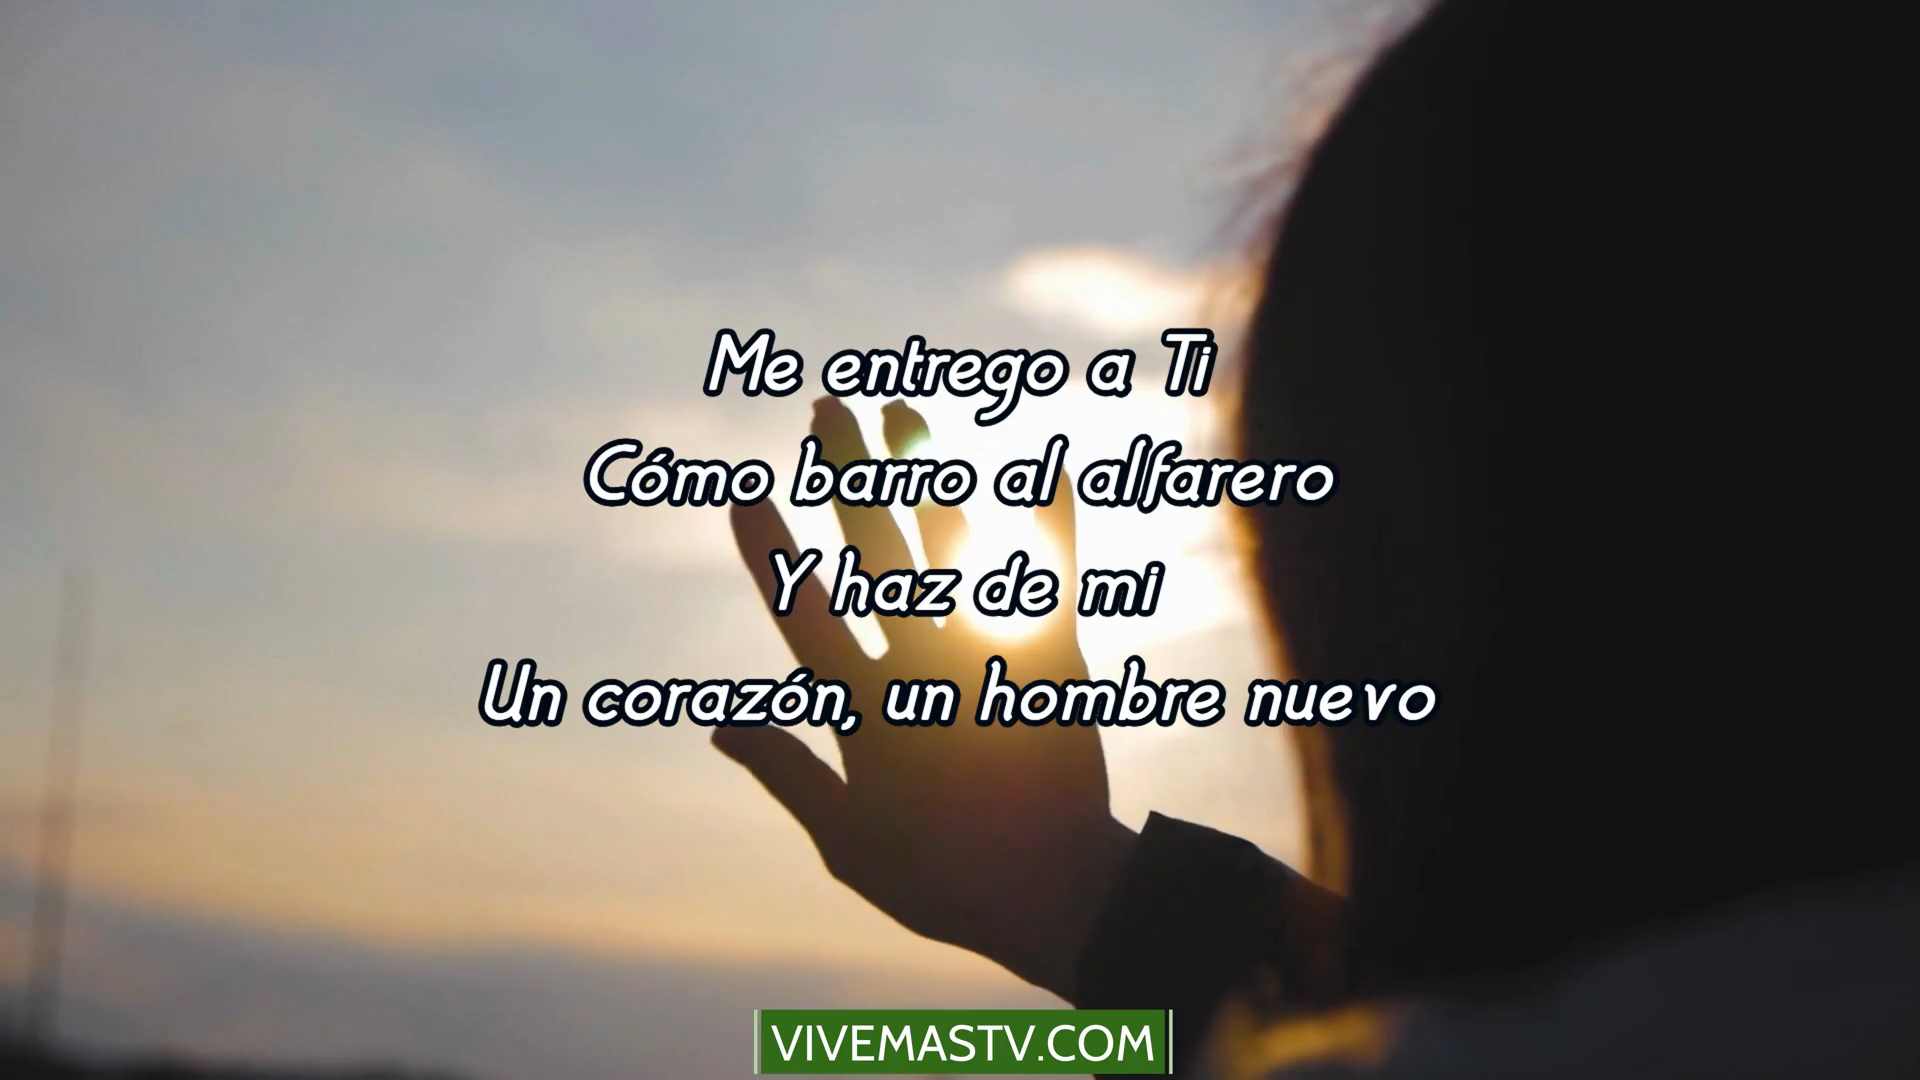 Me entrego a Ti
Cómo barro al alfarero
Y haz de mi
Un corazón, un hombre nuevo
VIVEMASTV.COM